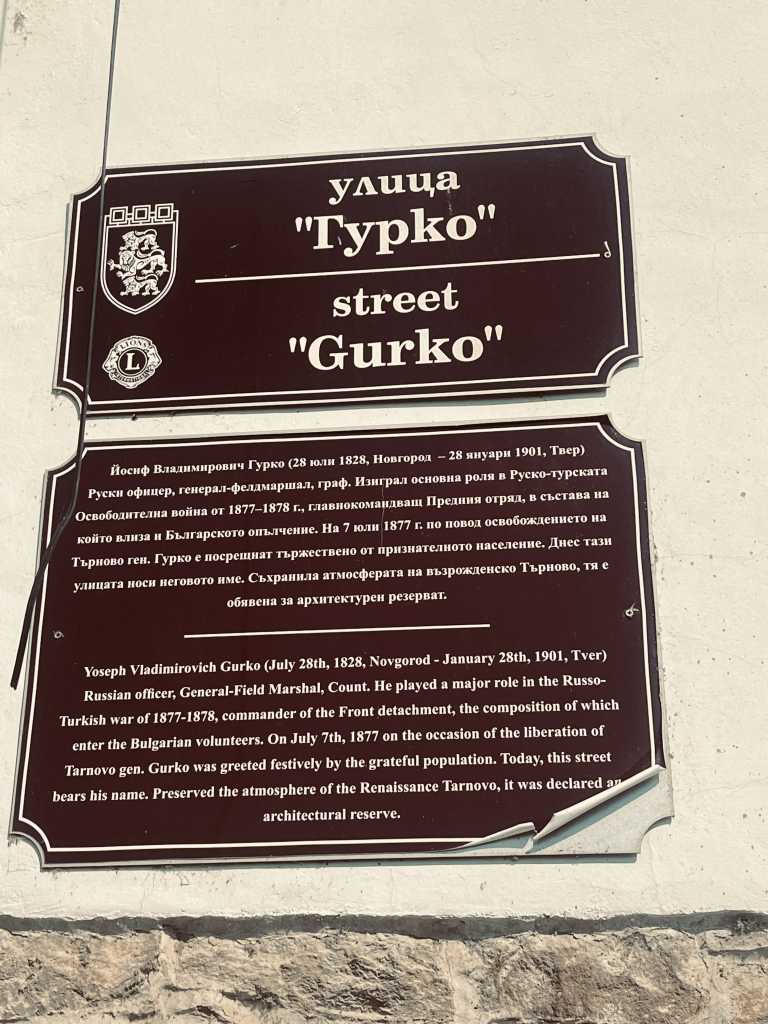 улица
"Гурко"
street
"Gurko"
LIONS
L
INTERNATIONAL
Йосиф Владимирович Гурко (28 юли 1828, Новгород – 28 януари 1901, Твер)
Руски офицер, генерал-фелдмаршал, граф. Изиграл основна роля в Руско-турската
Освободителна война от 1877–1878 г., главнокомандващ Предния отряд, в състава на
който влиза и Българското опълчение. На 7 юли 1877 г. по повод освобождението на
Търново ген. Гурко е посрещнат тържествено от признателното население. Днес тази
улицата носи неговото име. Съхранила атмосферата на възрожденско Търново, тя е
обявена за архитектурен резерват.
Yoseph Vladimirovich Gurko (July 28th, 1828, Novgorod - January 28th, 1901, Tver)
Russian officer, General-Field Marshal, Count. He played a major role in the Russo-
Turkish war of 1877-1878, commander of the Front detachment, the composition of which
enter the Bulgarian volunteers. On July 7th, 1877 on the occasion of the liberation of
Tarnovo gen. Gurko was greeted festively by the grateful population. Today, this street
bears his name. Preserved the atmosphere of the Renaissance Tarnovo, it was declared an
architectural reserve.